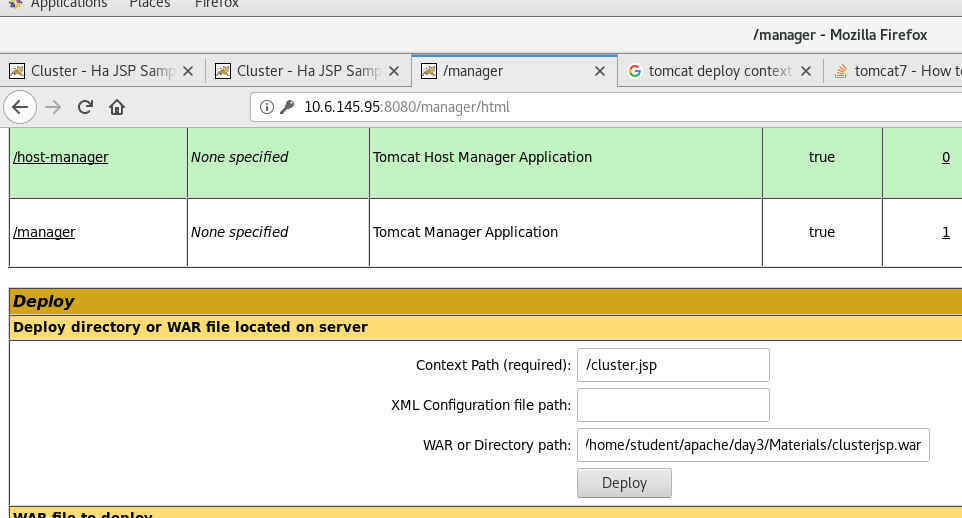 Applications Places Firefox
/manager - Mozilla Firefox
Cluster - Ha JSP Samp Cluster - Ha JSP Samp /manager tomcat deploy context tomcat7 - How to
10.6.145.95:8080/manager/html
/host-manager None specified Tomcat Host Manager Application true 0
/manager None specified Tomcat Manager Application true 1
Deploy
Deploy directory or WAR file located on server
Context Path (required): /cluster.jsp
XML Configuration file path:
WAR or Directory path: /home/student/apache/day3/Materials/clusterjsp.war
Deploy
WAR file to deploy